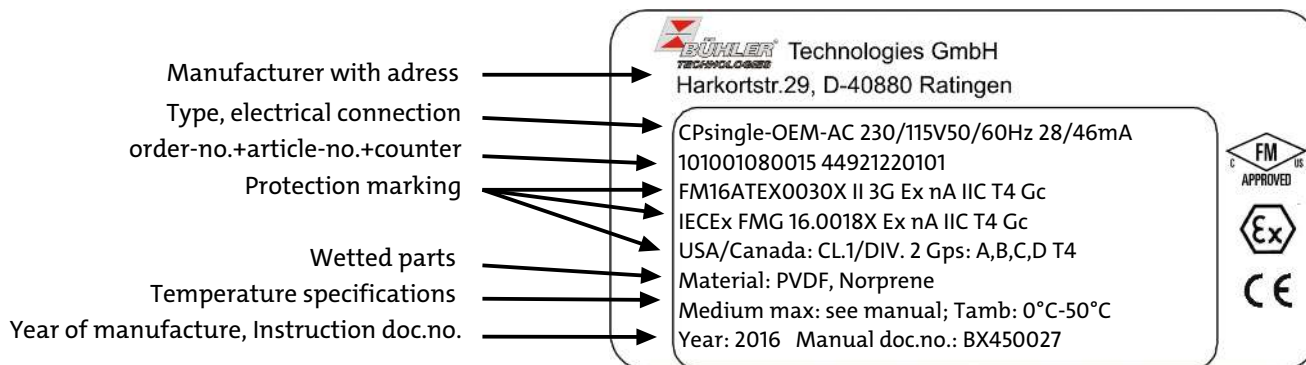 BÜHLER® Technologies GmbH
TECHNOLOGIES
Manufacturer with adress
Harkortstr.29, D-40880 Ratingen
Type, electrical connection
CPsingle-OEM-AC 230/115V50/60Hz 28/46mA
order-no.+article-no.+counter
101001080015 44921220101
Protection marking
FM16ATEX0030X II 3G Ex nA IIC T4 Gc
IECEx FMG 16.0018X Ex nA IIC T4 Gc
USA/Canada: CL.1/DIV. 2 Gps: A,B,C,D T4
Wetted parts
Material: PVDF, Norprene
Temperature specifications
Medium max: see manual; Tamb: 0°C-50°C
Year of manufacture, Instruction doc.no.
Year: 2016 Manual doc.no.: BX450027
FM
C US
APPROVED
Ex
CE